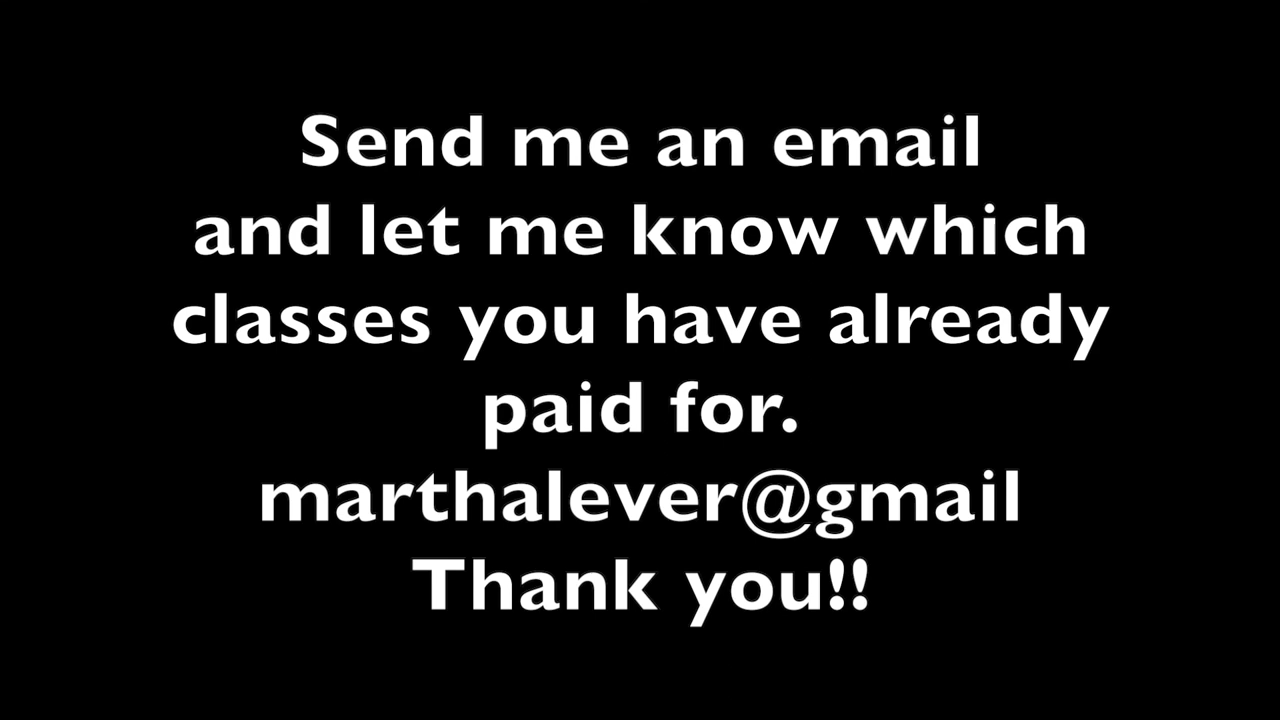 Send me an email
and let me know which
classes you have already
paid for.
marthalever@gmail
Thank you!!